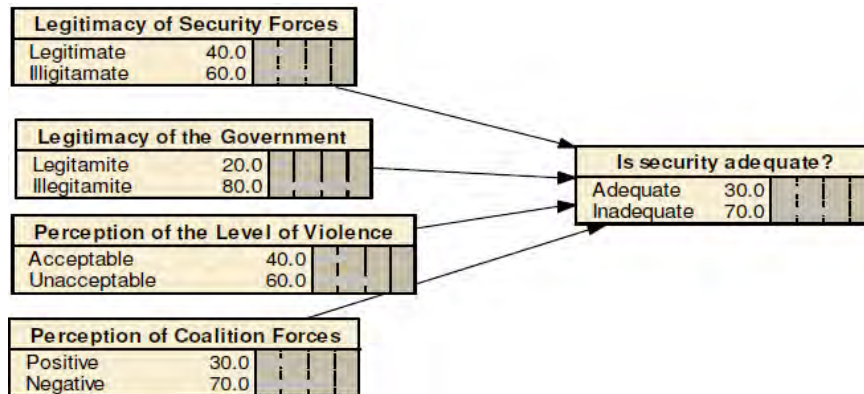 Legitimacy of Security Forces
Legitimate 40.0
Illigitamate 60.0
Legitimacy of the Government
Legitamite 20.0
Illegitamite 80.0
Perception of the Level of Violence
Acceptable 40.0
Unacceptable 60.0
Perception of Coalition Forces
Positive 30.0
Negative 70.0
Is security adequate?
Adequate 30.0
Inadequate 70.0